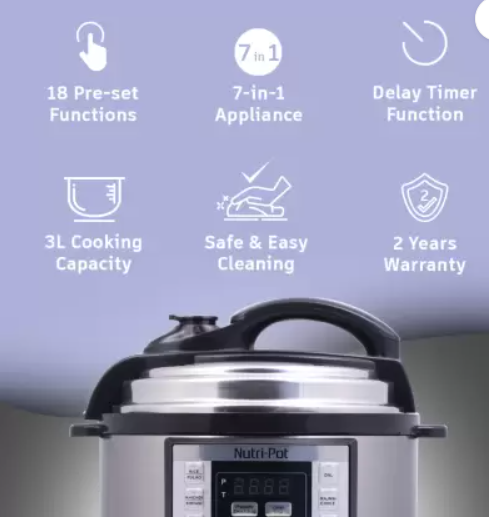 7 in 1
18 Pre-set
Functions
7-in-1
Appliance
Delay Timer
Function
2
3L Cooking
Capacity
Safe & Easy
Cleaning
2 Years
Warranty
Nutri-Pot
P
T